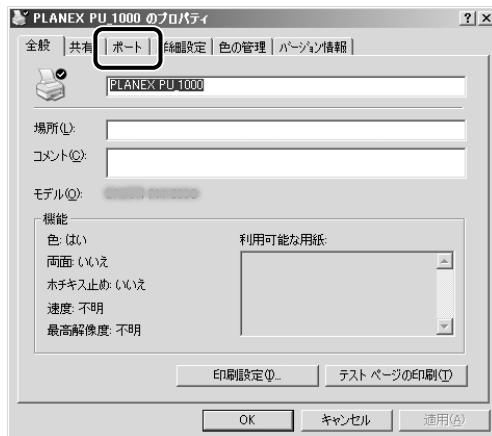 PLANEX PU_1000 のプロパティ
全般 共有 ポート 詳細設定 色の管理 バージョン情報
PLANEX PU_1000
場所(L):
コメント(C):
モデル(O):
機能
色: はい 利用可能な用紙:
両面: いいえ
ホチキス止め: いいえ
速度: 不明
最高解像度: 不明
印刷設定(I)... テスト ページの印刷(T)
OK キャンセル 適用(A)